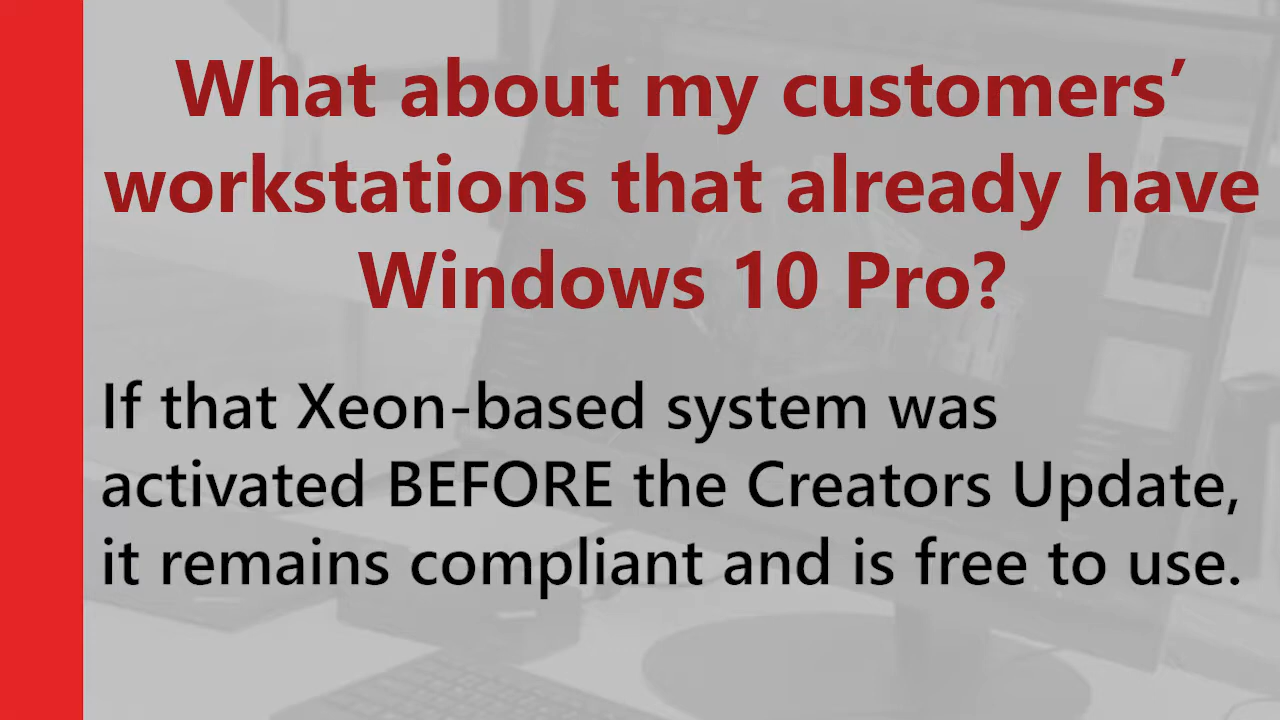 What about my customers’
workstations that already have
Windows 10 Pro?
If that Xeon-based system was
activated BEFORE the Creators Update,
it remains compliant and is free to use.